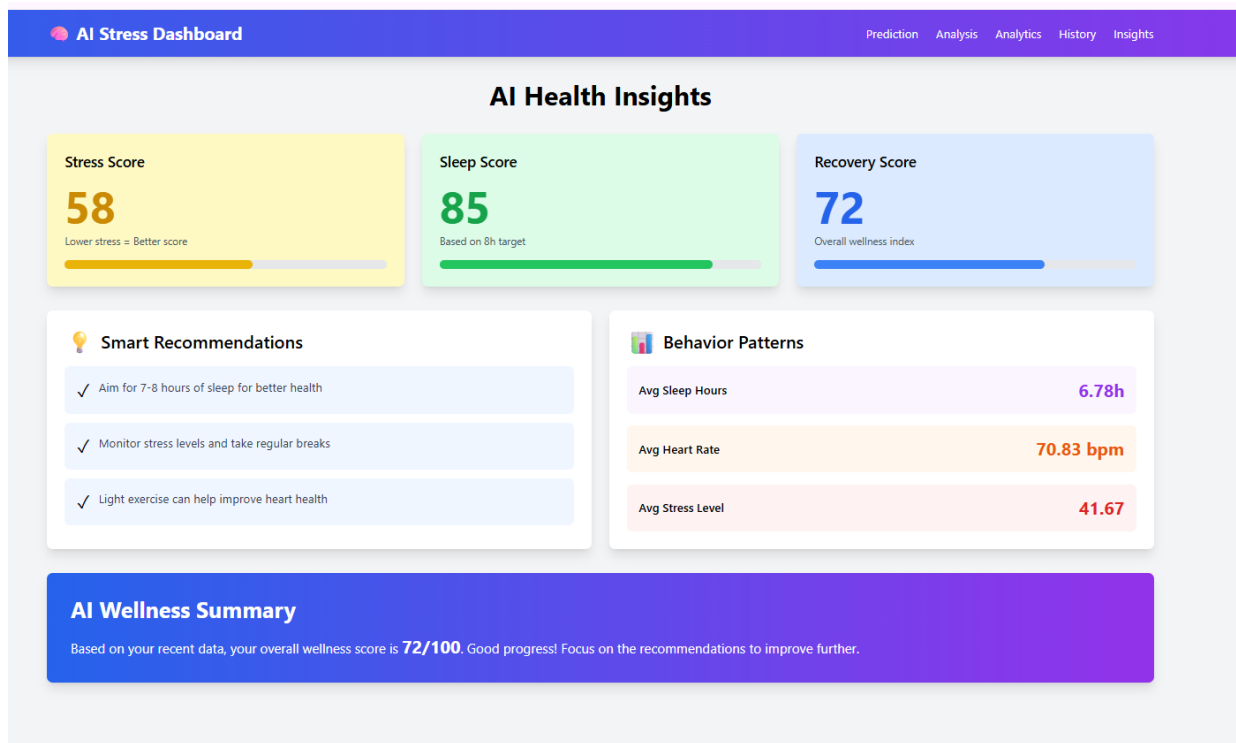 AI Stress Dashboard
Prediction Analysis Analytics History Insights
AI Health Insights
Stress Score
58
Lower stress = Better score
Sleep Score
85
Based on 8h target
Recovery Score
72
Overall wellness index
Smart Recommendations
✓ Aim for 7-8 hours of sleep for better health
✓ Monitor stress levels and take regular breaks
✓ Light exercise can help improve heart health
Behavior Patterns
Avg Sleep Hours 6.78h
Avg Heart Rate 70.83 bpm
Avg Stress Level 41.67
AI Wellness Summary
Based on your recent data, your overall wellness score is 72/100. Good progress! Focus on the recommendations to improve further.